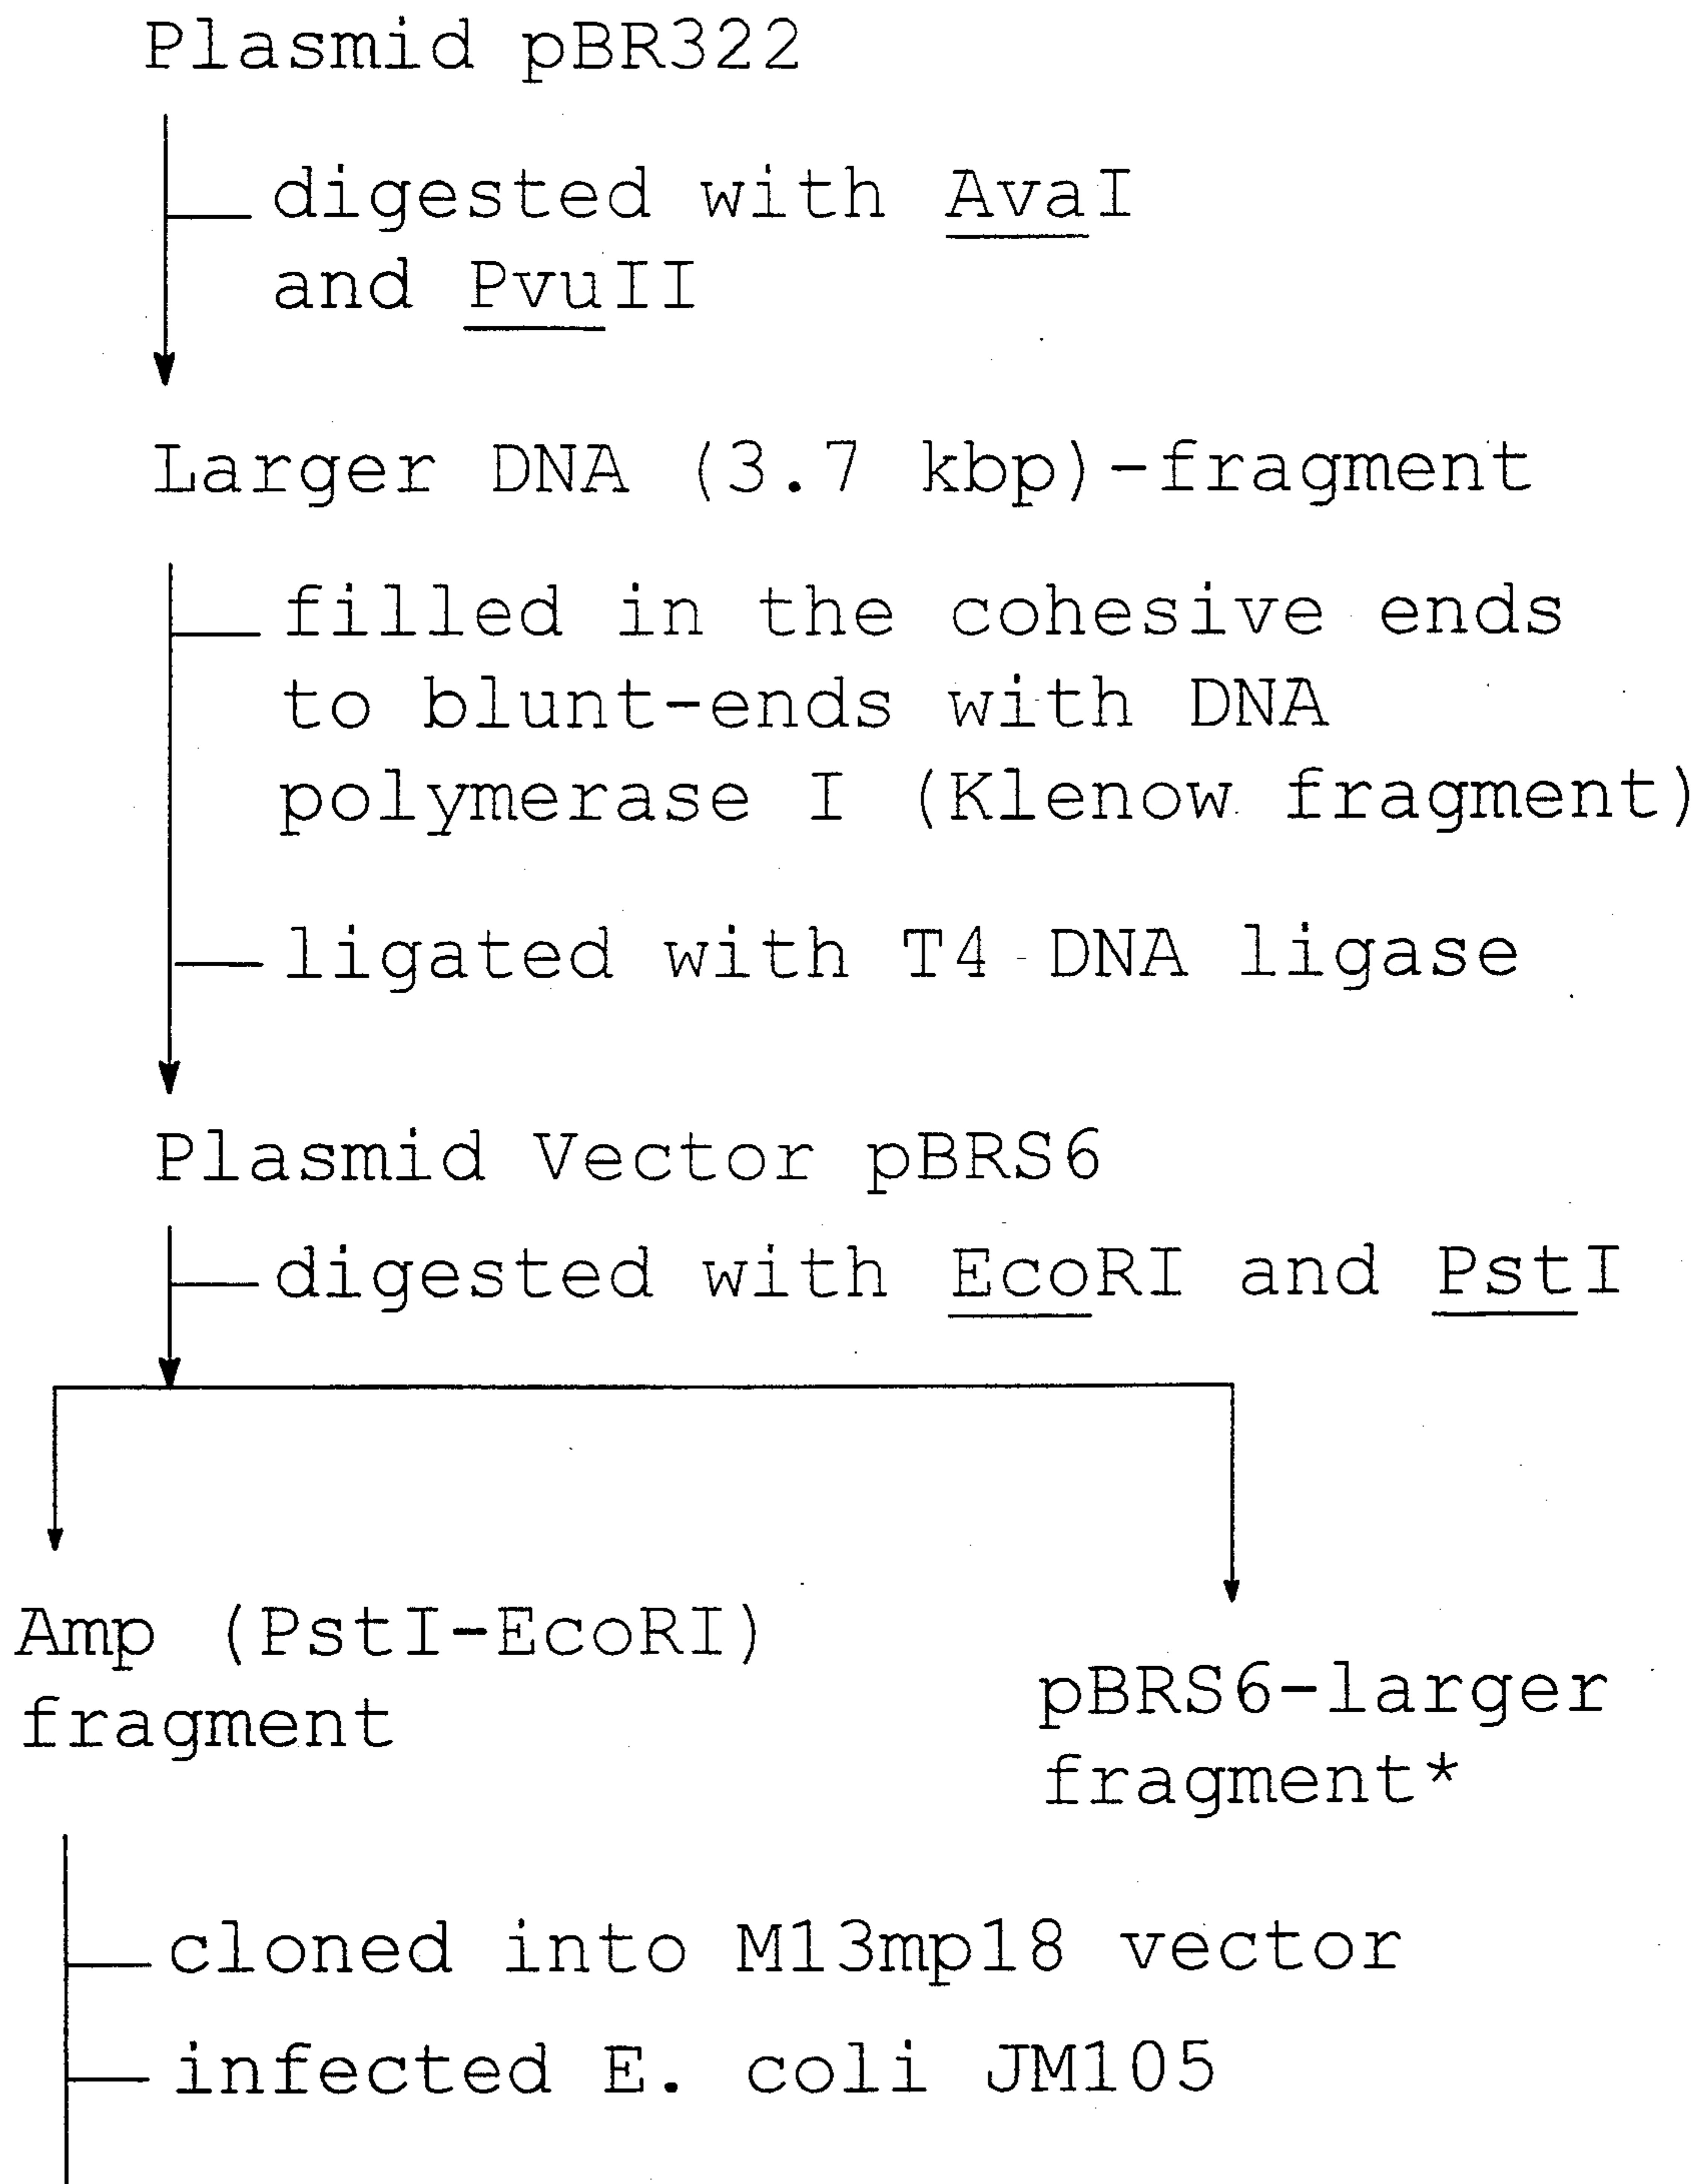 Plasmid pBR322
digested with AvaI
and PvuII
Larger DNA (3.7 kbp)-fragment
filled in the cohesive ends
to blunt-ends with DNA
polymerase I (Klenow fragment)
ligated with T4 DNA ligase
Plasmid Vector pBRS6
digested with EcoRI and PstI
Amp (PstI-EcoRI)
fragment
pBRS6-larger
fragment*
cloned into M13mp18 vector
infected E. coli JM105